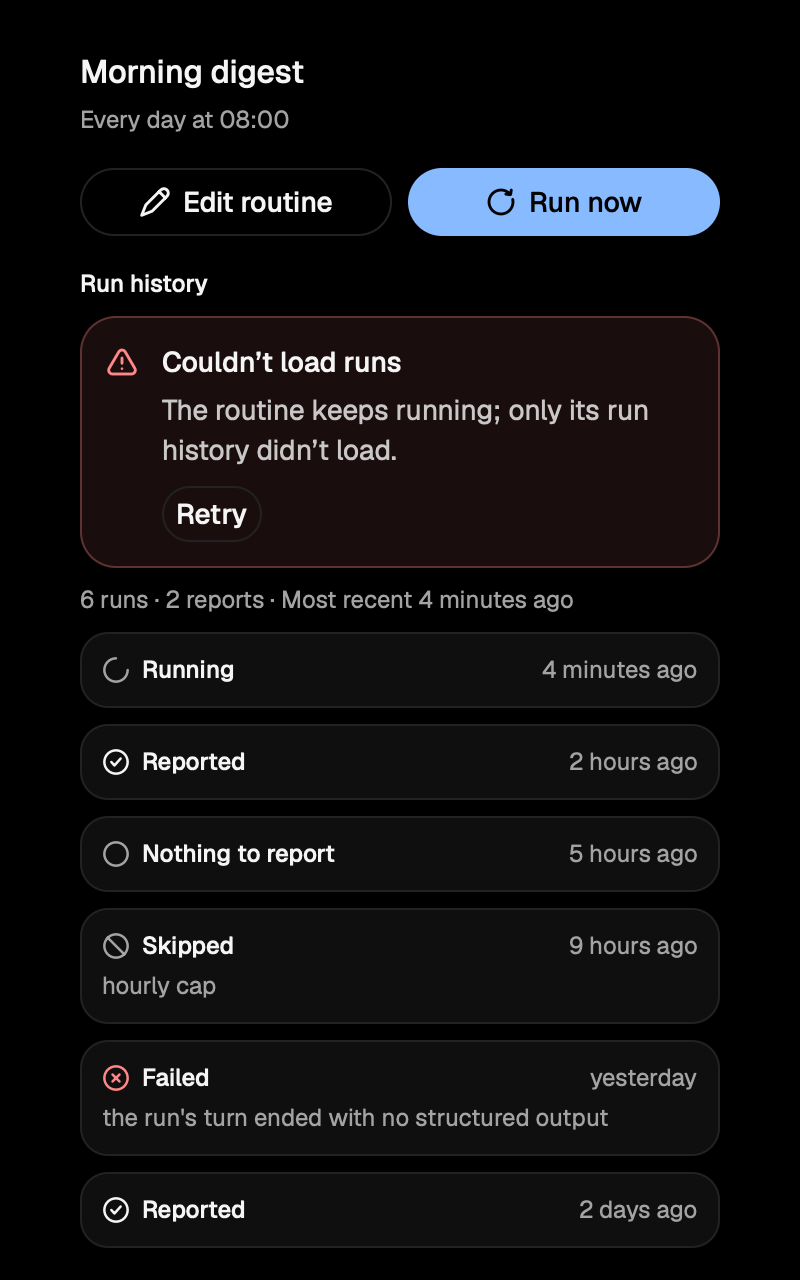 Morning digest
Every day at 08:00
Edit routine
Run now
Run history
Couldn’t load runs
The routine keeps running; only its run
history didn’t load.
Retry
6 runs · 2 reports · Most recent 4 minutes ago
Running 4 minutes ago
Reported 2 hours ago
Nothing to report 5 hours ago
Skipped 9 hours ago
hourly cap
Failed yesterday
the run's turn ended with no structured output
Reported 2 days ago